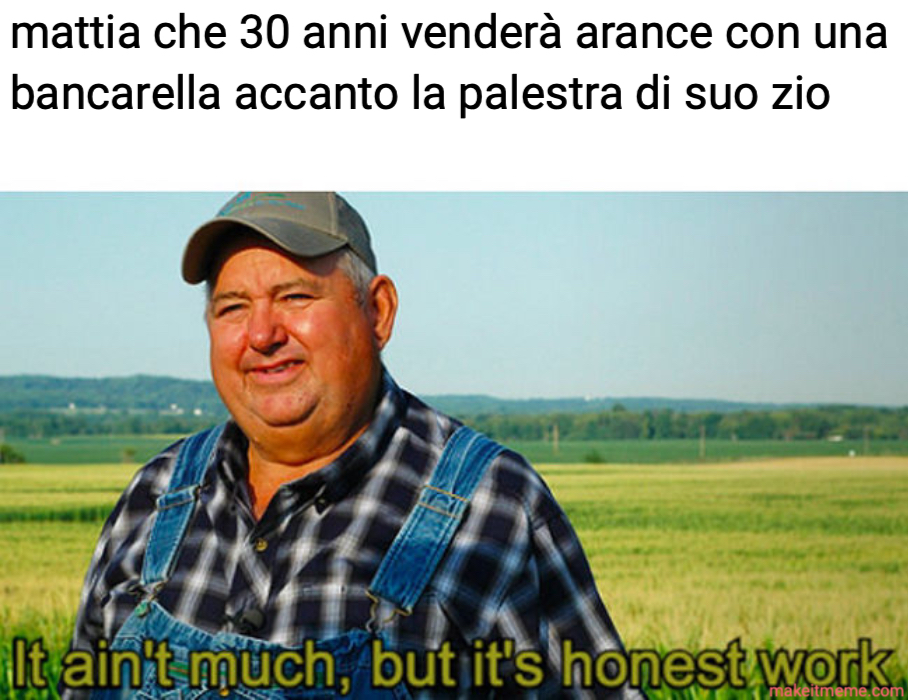 mattia che 30 anni venderà arance con una
bancarella accanto la palestra di suo zio
It ain't much, but it's honest work
makeitmeme.com